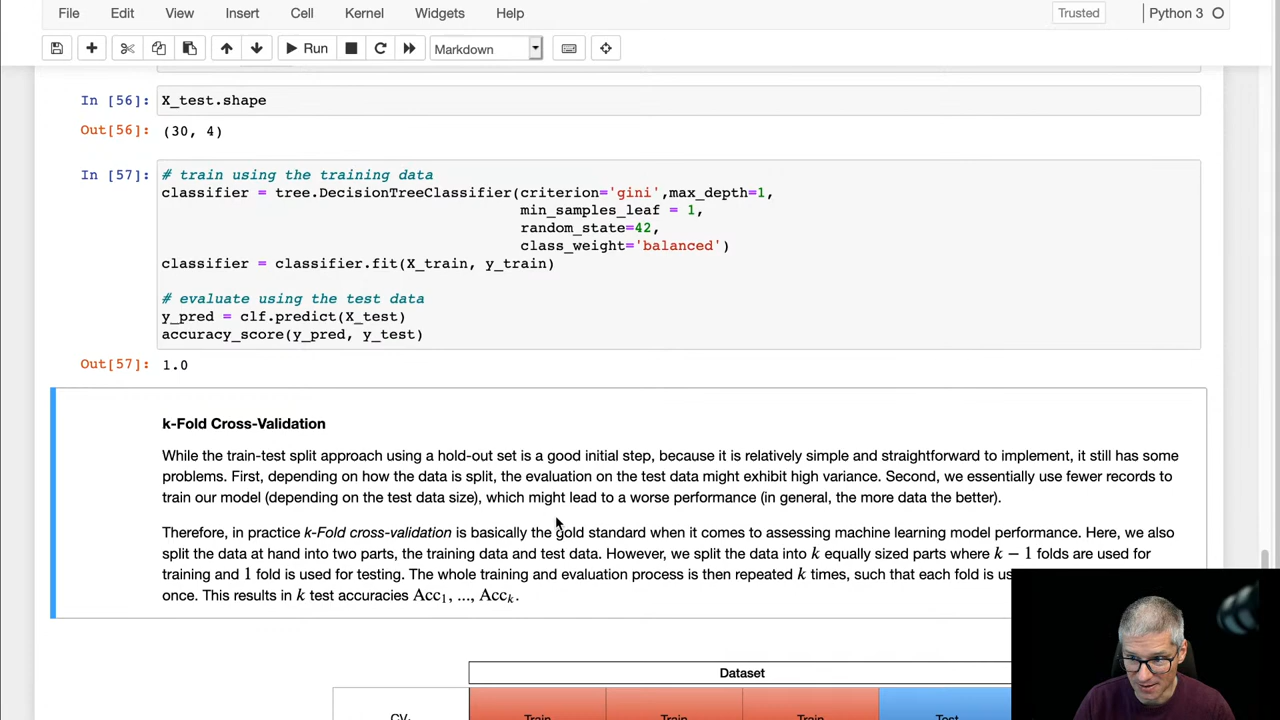 File Edit View Insert Cell Kernel Widgets Help Trusted Python 3
Run Markdown
In [56]: X_test.shape
Out[56]: (30, 4)
In [57]: # train using the training data
classifier = tree.DecisionTreeClassifier(criterion='gini',max_depth=1,
min_samples_leaf = 1,
random_state=42,
class_weight='balanced')
classifier = classifier.fit(X_train, y_train)
# evaluate using the test data
y_pred = clf.predict(X_test)
accuracy_score(y_pred, y_test)
Out[57]: 1.0
k-Fold Cross-Validation
While the train-test split approach using a hold-out set is a good initial step, because it is relatively simple and straightforward to implement, it still has some
problems. First, depending on how the data is split, the evaluation on the test data might exhibit high variance. Second, we essentially use fewer records to
train our model (depending on the test data size), which might lead to a worse performance (in general, the more data the better).
Therefore, in practice k-Fold cross-validation is basically the gold standard when it comes to assessing machine learning model performance. Here, we also
split the data at hand into two parts, the training data and test data. However, we split the data into k equally sized parts where k − 1 folds are used for
training and 1 fold is used for testing. The whole training and evaluation process is then repeated k times, such that each fold is
once. This results in k test accuracies Acc1, ..., Acck.
Dataset
CV1 Train Train Train Test